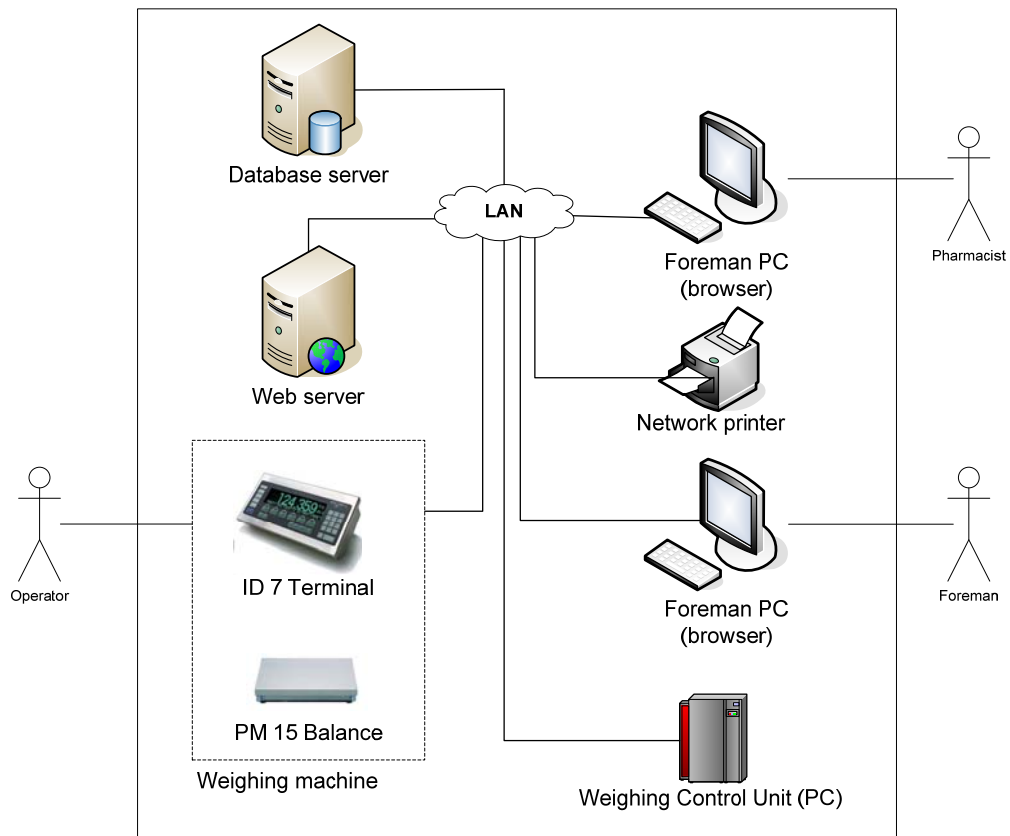 Database server
LAN
Foreman PC
(browser)
Pharmacist
Web server
Network printer
124.359
ID 7 Terminal
Operator
Foreman PC
(browser)
Foreman
PM 15 Balance
Weighing machine
Weighing Control Unit (PC)